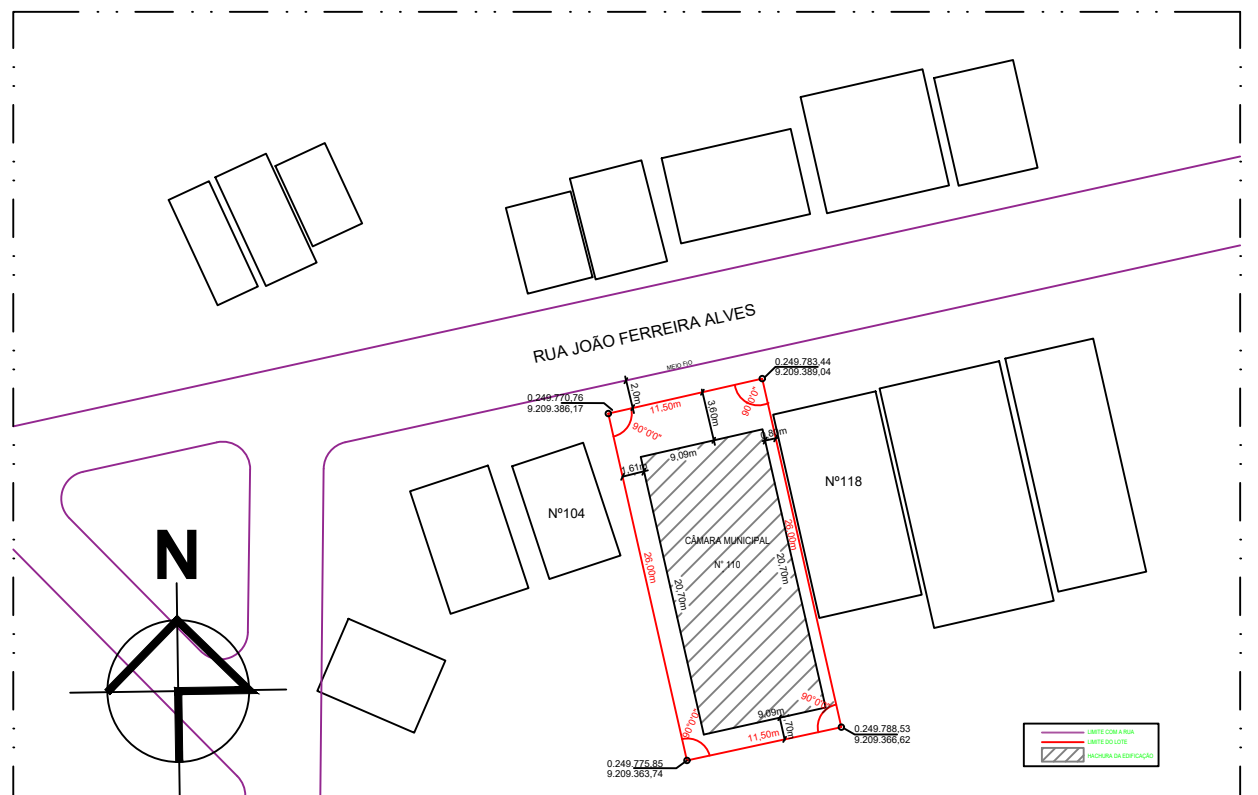 RUA JOÃO FERREIRA ALVES
MEIO FIO
0.249.783,44
9.209.389,04
0.249.770,76
9.209.386,17
2,0m
11,50m
90°0'0"
90°0'0"
3,60m
0,80m
9,09m
1,61m
Nº104
Nº118
N
CÂMARA MUNICIPAL
N° 110
26,00m
26,00m
20,70m
20,70m
90°0'0"
90°0'0"
9,09m
,70m
11,50m
0.249.788,53
9.209.366,62
0.249.775,85
9.209.363,74
LIMITE COM A RUA
LIMITE DO LOTE
HACHURA DA EDIFICAÇÃO